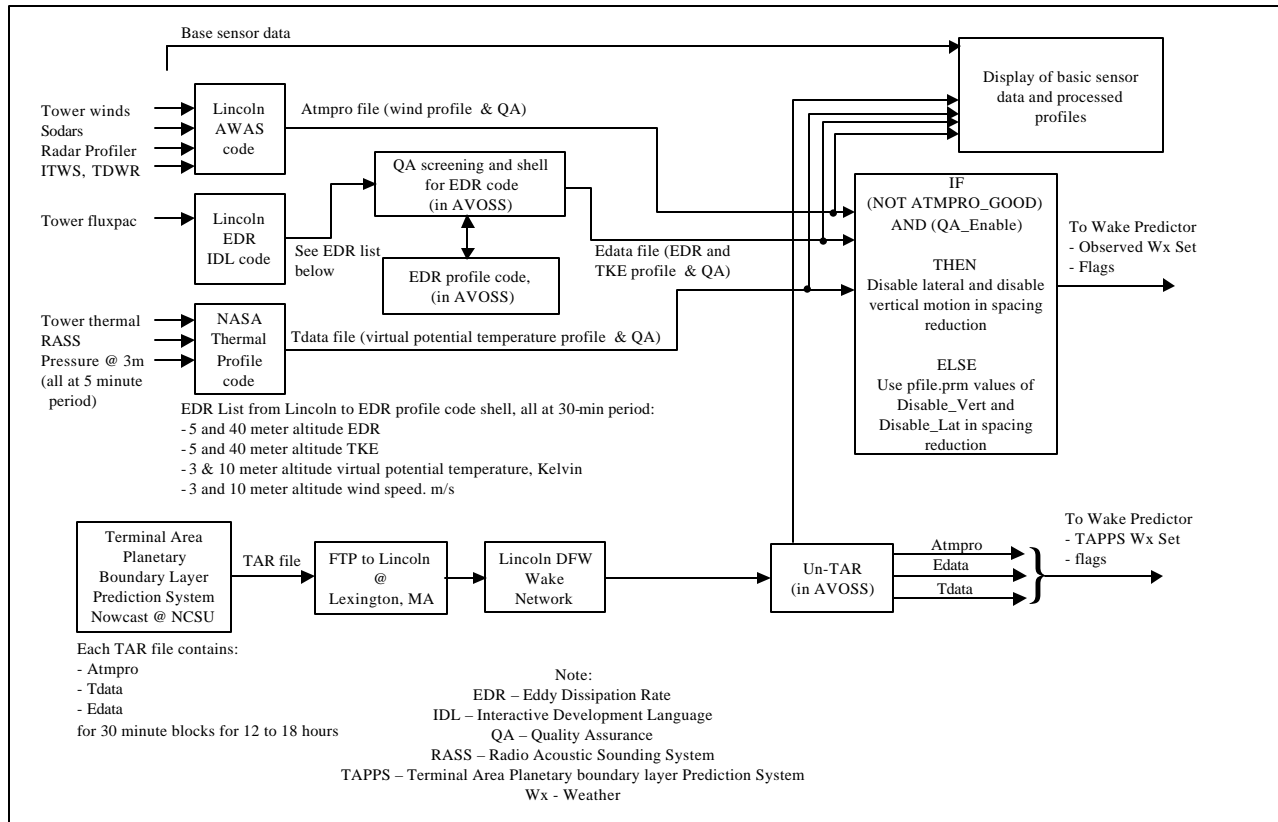 Base sensor data
Display of basic sensor
data and processed
profiles
Tower winds
Sodars
Radar Profiler
ITWS, TDWR
Lincoln
AWAS
code
Atmpro file (wind profile & QA)
QA screening and shell
for EDR code
(in AVOSS)
Tower fluxpac
Lincoln
EDR
IDL code
See EDR list
below
EDR profile code,
(in AVOSS)
Edata file (EDR and
TKE profile & QA)
IF
(NOT ATMPRO_GOOD)
AND (QA_Enable)
THEN
Disable lateral and disable
vertical motion in spacing
reduction
ELSE
Use pfile.prm values of
Disable_Vert and
Disable_Lat in spacing
reduction
To Wake Predictor
- Observed Wx Set
- Flags
Tower thermal
RASS
Pressure @ 3m
(all at 5 minute
period)
NASA
Thermal
Profile
code
Tdata file (virtual potential temperature profile & QA)
EDR List from Lincoln to EDR profile code shell, all at 30-min period:
- 5 and 40 meter altitude EDR
- 5 and 40 meter altitude TKE
- 3 & 10 meter altitude virtual potential temperature, Kelvin
- 3 and 10 meter altitude wind speed. m/s
Terminal Area
Planetary
Boundary Layer
Prediction System
Nowcast @ NCSU
TAR file
FTP to Lincoln
@
Lexington, MA
Lincoln DFW
Wake
Network
Un-TAR
(in AVOSS)
Atmpro
Edata
Tdata
}
To Wake Predictor
- TAPPS Wx Set
- flags
Each TAR file contains:
- Atmpro
- Tdata
- Edata
for 30 minute blocks for 12 to 18 hours
Note:
EDR – Eddy Dissipation Rate
IDL – Interactive Development Language
QA – Quality Assurance
RASS – Radio Acoustic Sounding System
TAPPS – Terminal Area Planetary boundary layer Prediction System
Wx - Weather